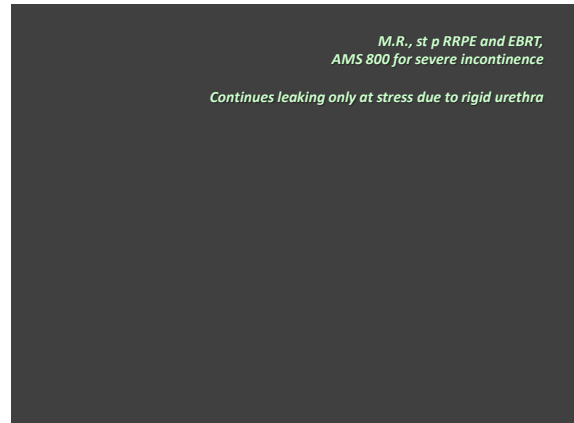 M.R., st p RRPE and EBRT,
AMS 800 for severe incontinence
Continues leaking only at stress due to rigid urethra